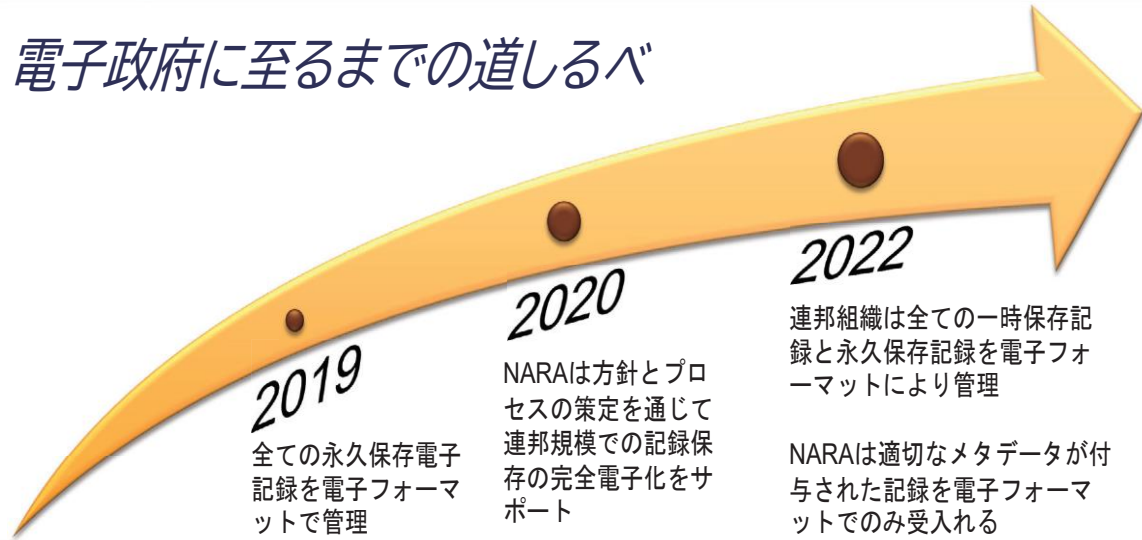 電子政府に至るまでの道しるべ
2019
全ての永久保存電子
記録を電子フォーマ
ットで管理
2020
NARAは方針とプロ
セスの策定を通じて
連邦規模での記録保
存の完全電子化をサ
ポート
2022
連邦組織は全ての一時保存記
録と永久保存記録を電子フォ
ーマットにより管理
NARAは適切なメタデータが付
与された記録を電子フォーマ
ットでのみ受入れる